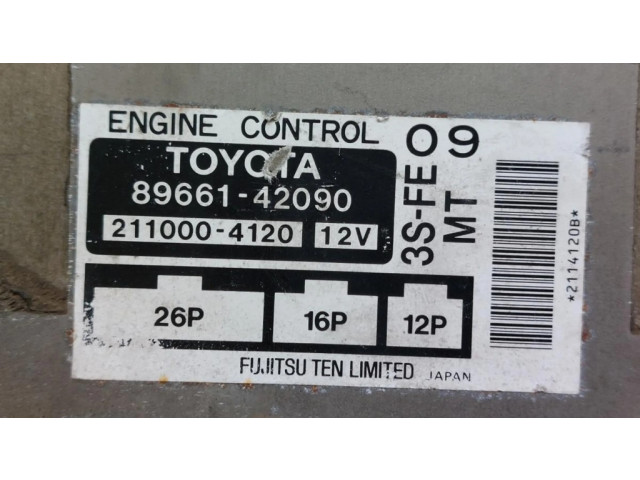 ENGINE CONTROL
TOYOTA
89661-42090
211000-4120 12V
09
3S-FE
MT
*2114120B*
26P 16P 12P
FUJITSU TEN LIMITED JAPAN